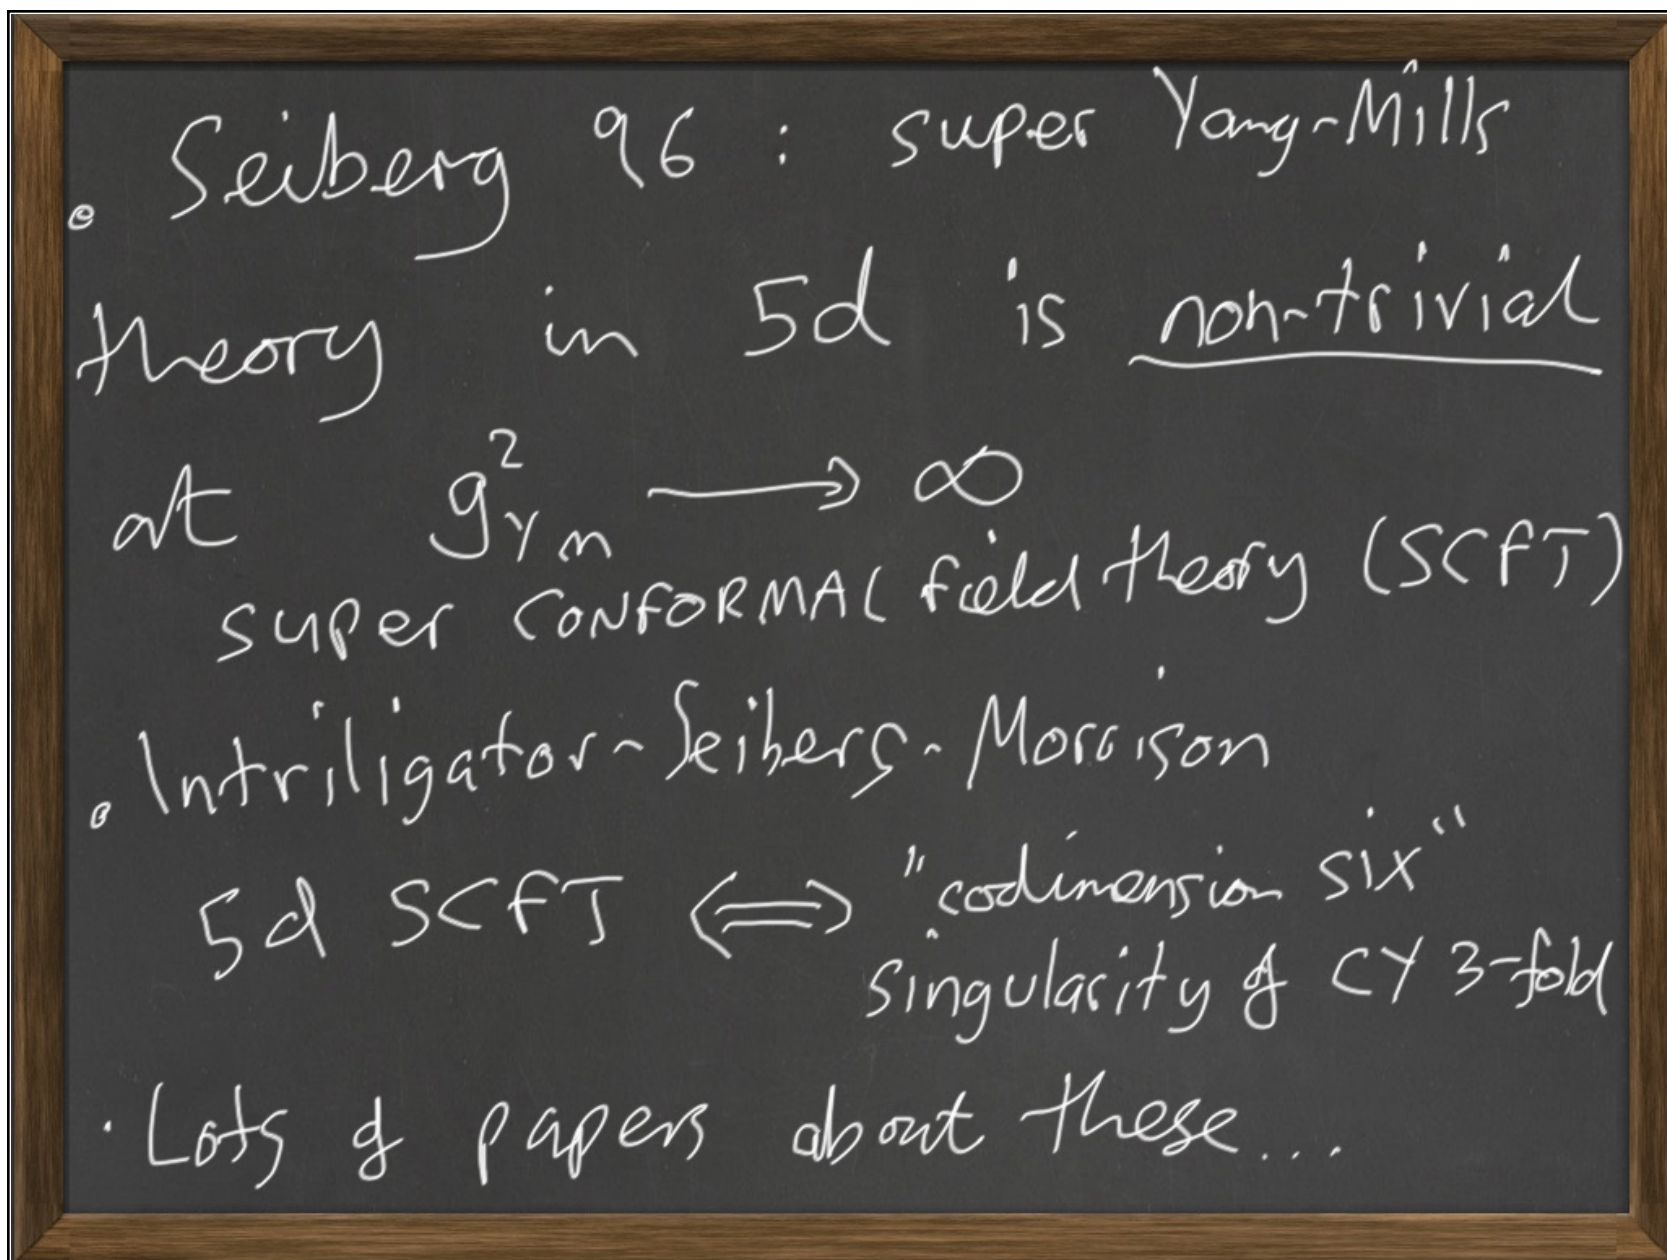 • Seiberg 96 : super Yang-Mills
theory in 5d is non-trivial
at g²_YM ⟶ ∞
super CONFORMAL field theory (SCFT)
• Intriligator-Seiberg-Morrison
5d SCFT ⟺ "codimension six"
singularity of CY 3-fold
• Lots of papers about these...